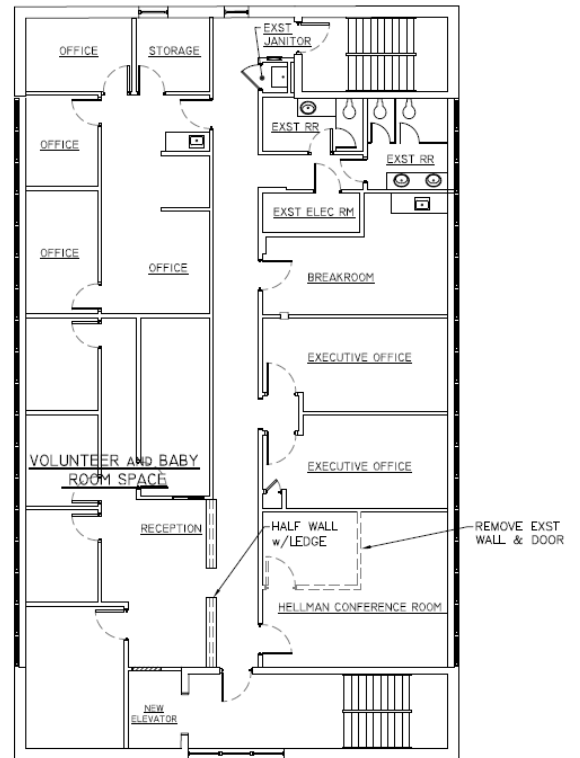 OFFICE
STORAGE
EXST
JANITOR
EXST RR
EXST RR
OFFICE
EXST ELEC RM
OFFICE
OFFICE
BREAKROOM
EXECUTIVE OFFICE
VOLUNTEER AND BABY
ROOM SPACE
EXECUTIVE OFFICE
RECEPTION
HALF WALL
w/LEDGE
REMOVE EXST
WALL & DOOR
HELLMAN CONFERENCE ROOM
NEW
ELEVATOR